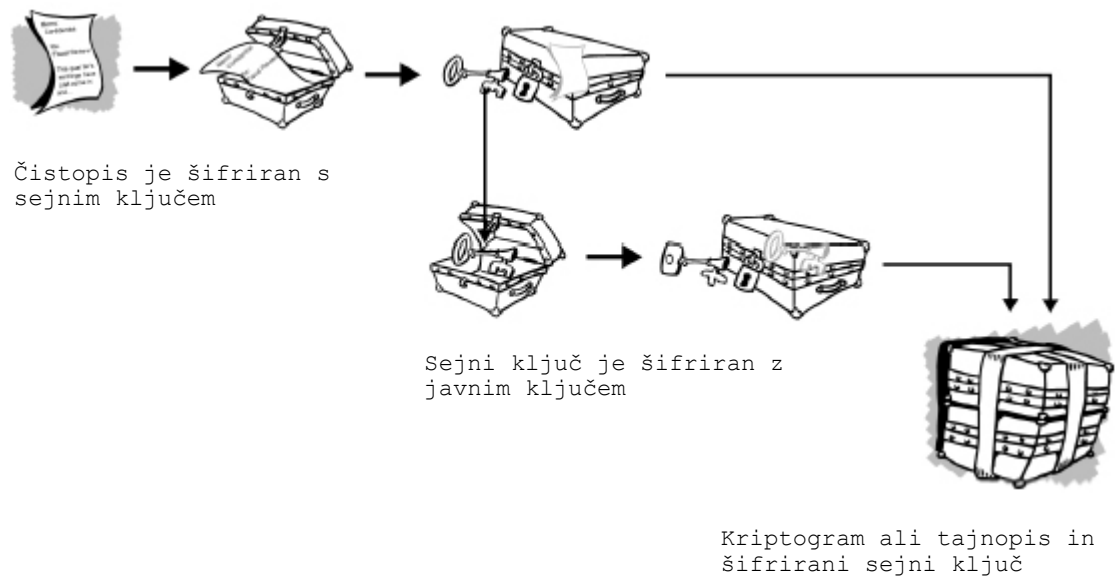 Čistopis je šifriran s
sejnim ključem
Sejni ključ je šifriran z
javnim ključem
Kriptogram ali tajnopis in
šifrirani sejni ključ